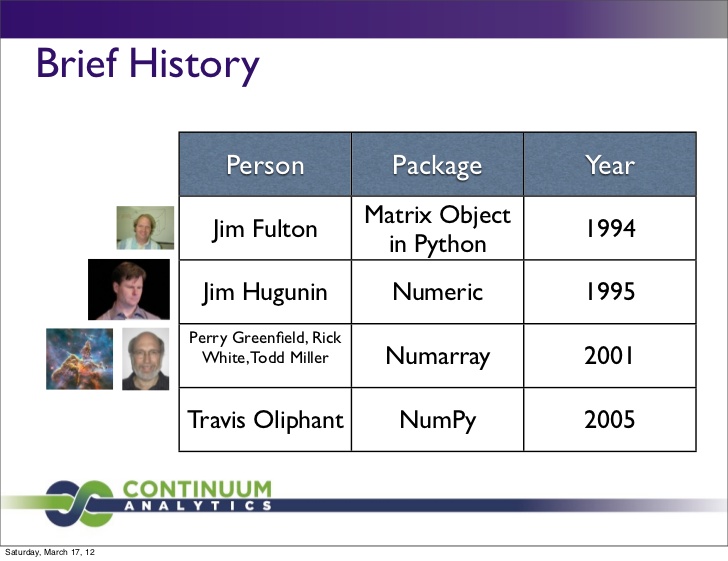 Brief History
Person Package Year
Jim Fulton Matrix Object
in Python 1994
Jim Hugunin Numeric 1995
Perry Greenfield, Rick
White,Todd Miller Numarray 2001
Travis Oliphant NumPy 2005
CONTINUUM
ANALYTICS
Saturday, March 17, 12